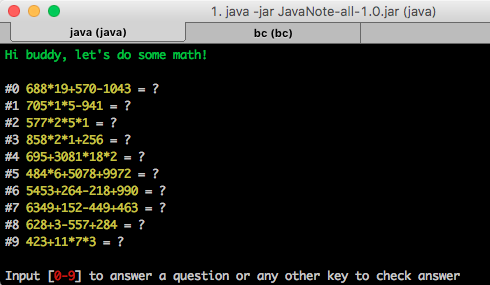 1. java -jar JavaNote-all-1.0.jar (java)
java (java) bc (bc)
Hi buddy, let's do some math!
#0 688*19+570-1043 = ?
#1 705*1*5-941 = ?
#2 577*2*5*1 = ?
#3 858*2*1+256 = ?
#4 695+3081*18*2 = ?
#5 484*6+5078+9972 = ?
#6 5453+264-218+990 = ?
#7 6349+152-449+463 = ?
#8 628+3-557+284 = ?
#9 423+11*7*3 = ?
Input [0-9] to answer a question or any other key to check answer